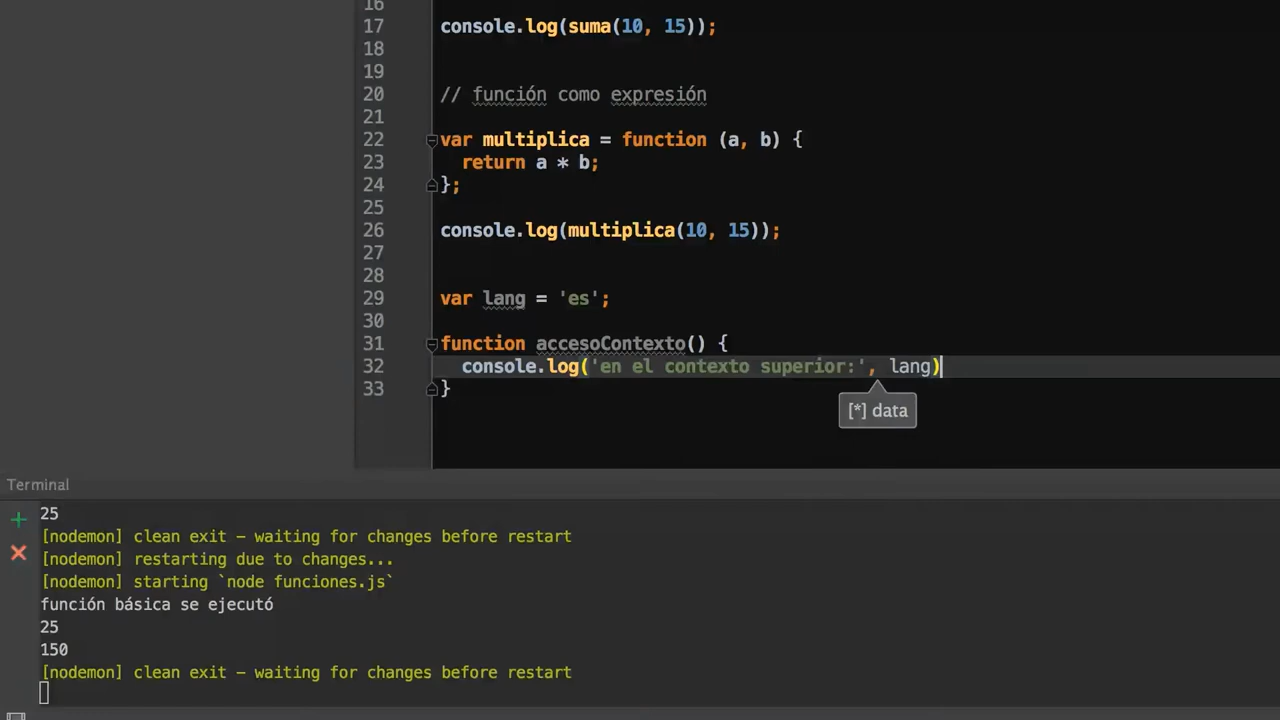 16
17 console.log(suma(10, 15));
18
19
20 // función como expresión
21
22 var multiplica = function (a, b) {
23   return a * b;
24 };
25
26 console.log(multiplica(10, 15));
27
28
29 var lang = 'es';
30
31 function accesoContexto() {
32   console.log('en el contexto superior:', lang)
33 }
[*] data
Terminal
25
[nodemon] clean exit - waiting for changes before restart
[nodemon] restarting due to changes...
[nodemon] starting `node funciones.js`
función básica se ejecutó
25
150
[nodemon] clean exit - waiting for changes before restart